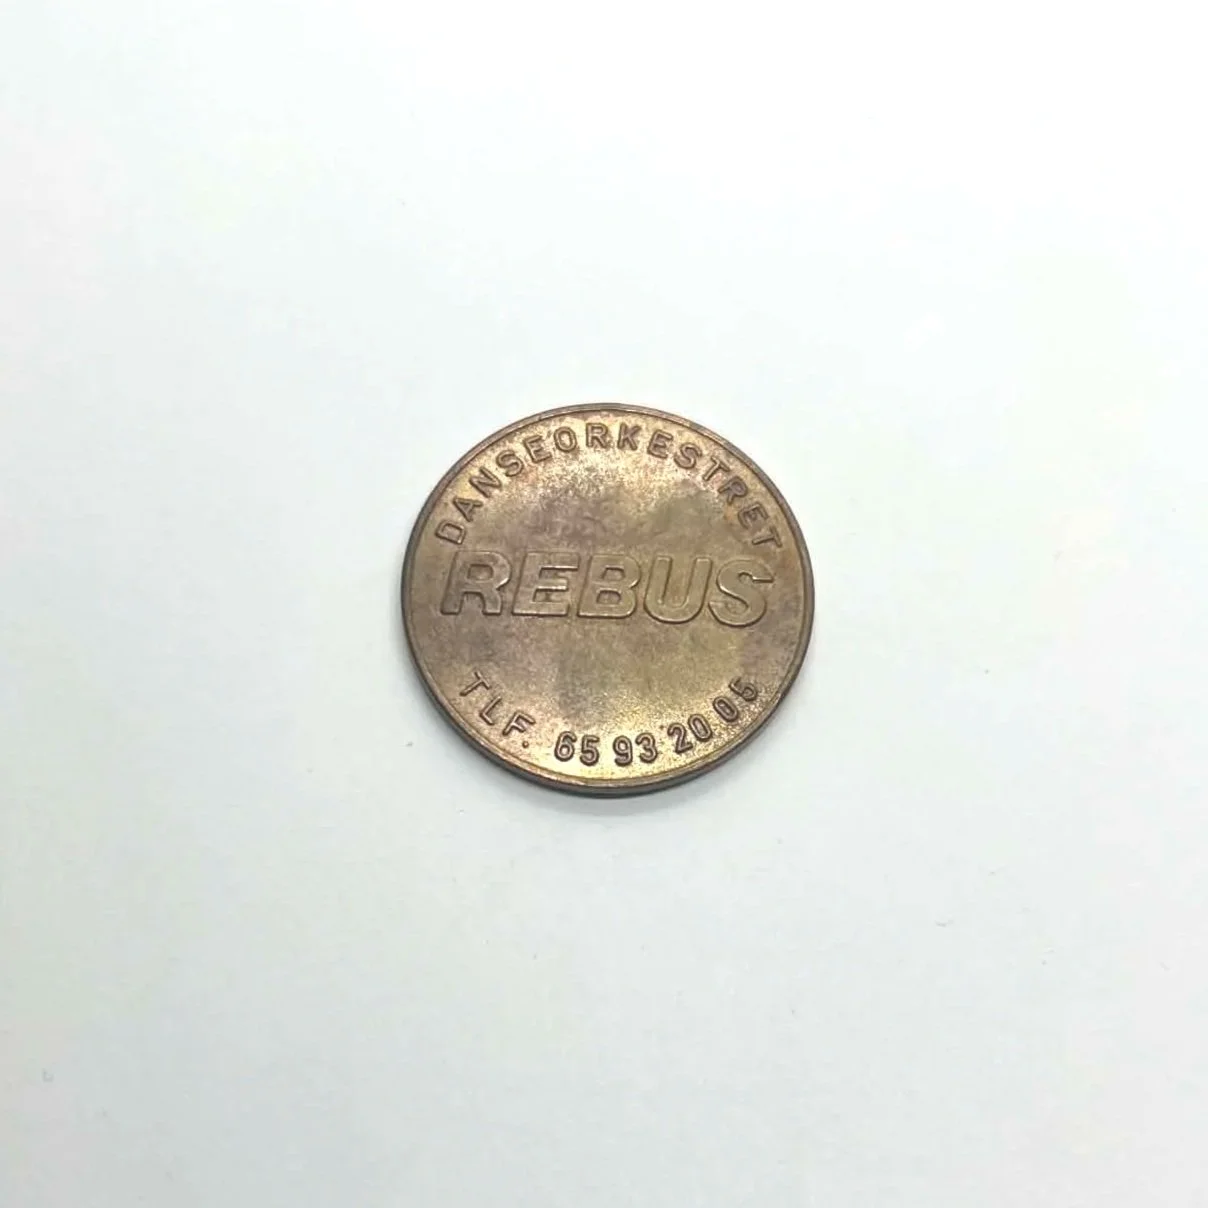 DANSEORKESTRET
REBUS
TLF. 65 93 20 05